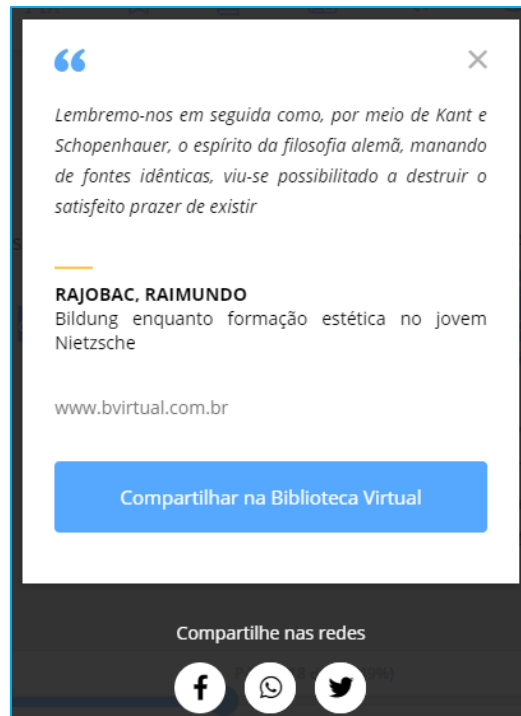 Lembremo-nos em seguida como, por meio de Kant e
Schopenhauer, o espírito da filosofia alemã, manando
de fontes idênticas, viu-se possibilitado a destruir o
satisfeito prazer de existir
RAJOBAC, RAIMUNDO
Bildung enquanto formação estética no jovem
Nietzsche
www.bvirtual.com.br
Compartilhar na Biblioteca Virtual
Compartilhe nas redes